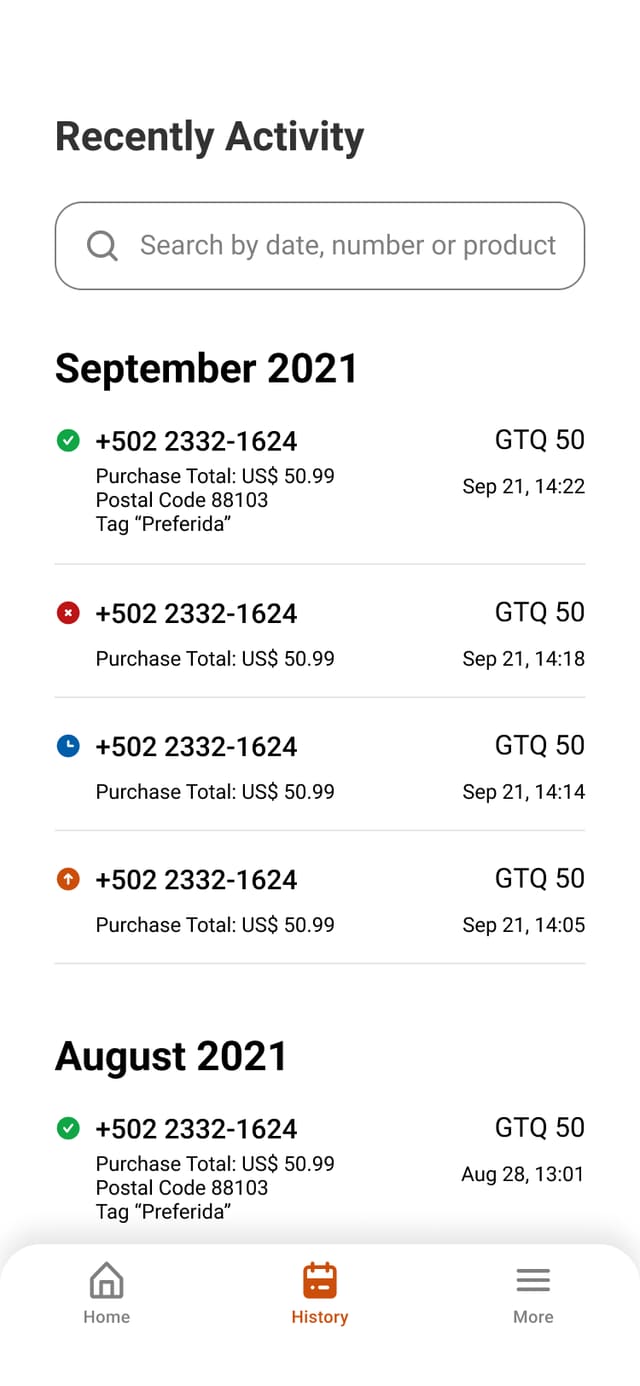 Recently Activity
Search by date, number or product
September 2021
+502 2332-1624
GTQ 50
Purchase Total: US$ 50.99
Sep 21, 14:22
Postal Code 88103
Tag “Preferida”
+502 2332-1624
GTQ 50
Purchase Total: US$ 50.99
Sep 21, 14:18
+502 2332-1624
GTQ 50
Purchase Total: US$ 50.99
Sep 21, 14:14
+502 2332-1624
GTQ 50
Purchase Total: US$ 50.99
Sep 21, 14:05
August 2021
+502 2332-1624
GTQ 50
Purchase Total: US$ 50.99
Aug 28, 13:01
Postal Code 88103
Tag “Preferida”
Home
History
More